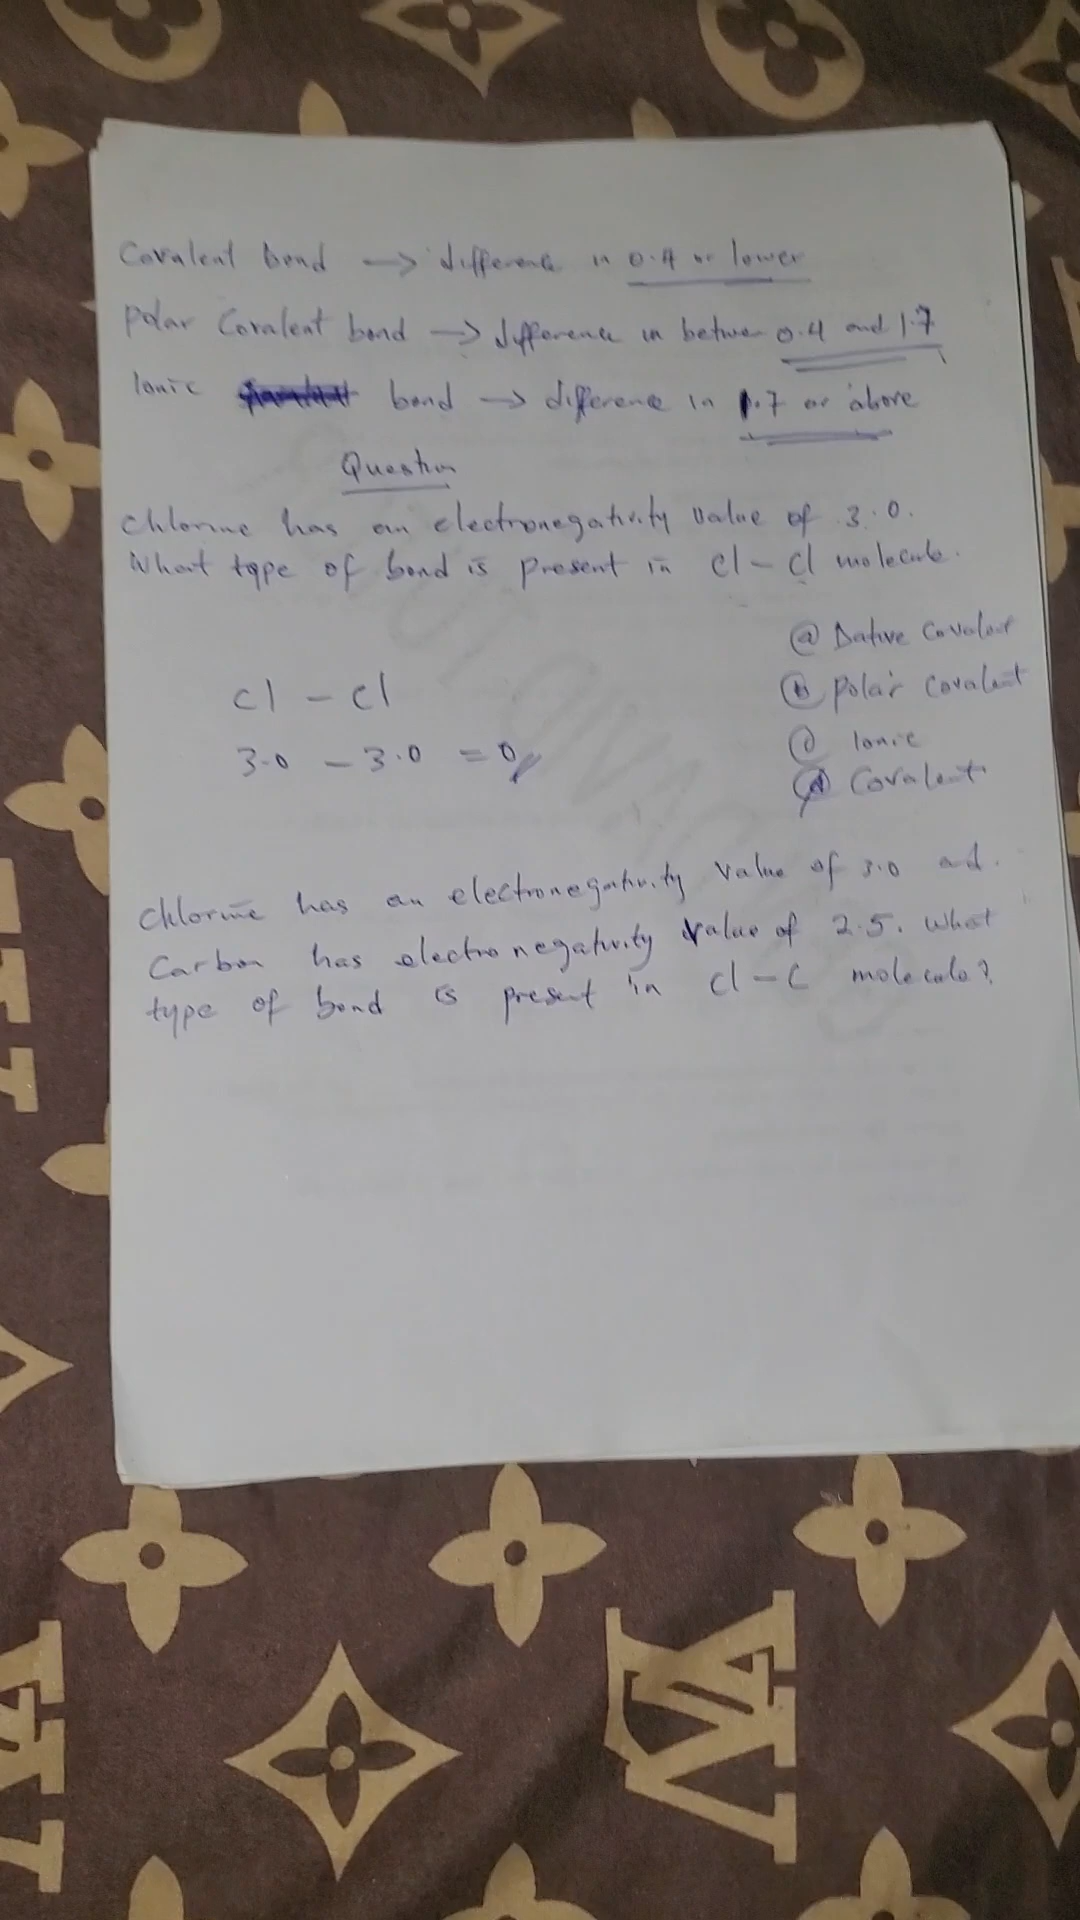 Covalent bond → difference in 0.4 or lower
Polar Covalent bond → difference in between 0.4 and 1.7
Ionic bond → difference in 1.7 or above
Question
Chlorine has an electronegativity value of 3.0.
What type of bond is present in Cl - Cl molecule.
(a) Dative Covalent
(b) Polar Covalent
(c) Ionic
(d) Covalent
Cl - Cl
3.0 - 3.0 = 0
Chlorine has an electronegativity value of 3.0 and
Carbon has electronegativity value of 2.5. What
type of bond is present in Cl - C molecule?